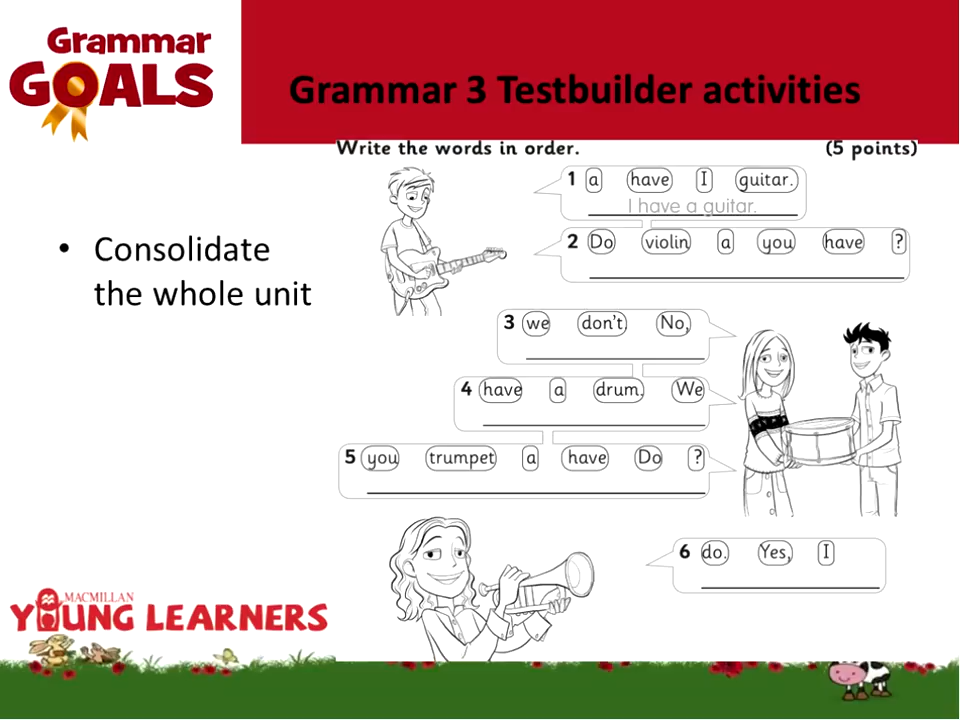 Grammar
GOALS
Grammar 3 Testbuilder activities
Write the words in order. (5 points)
• Consolidate
the whole unit
1 a have I guitar.
I have a guitar.
2 Do violin a you have ?
3 we don't. No,
4 have a drum. We
5 you trumpet a have Do ?
6 do. Yes, I
MACMILLAN
YOUNG LEARNERS